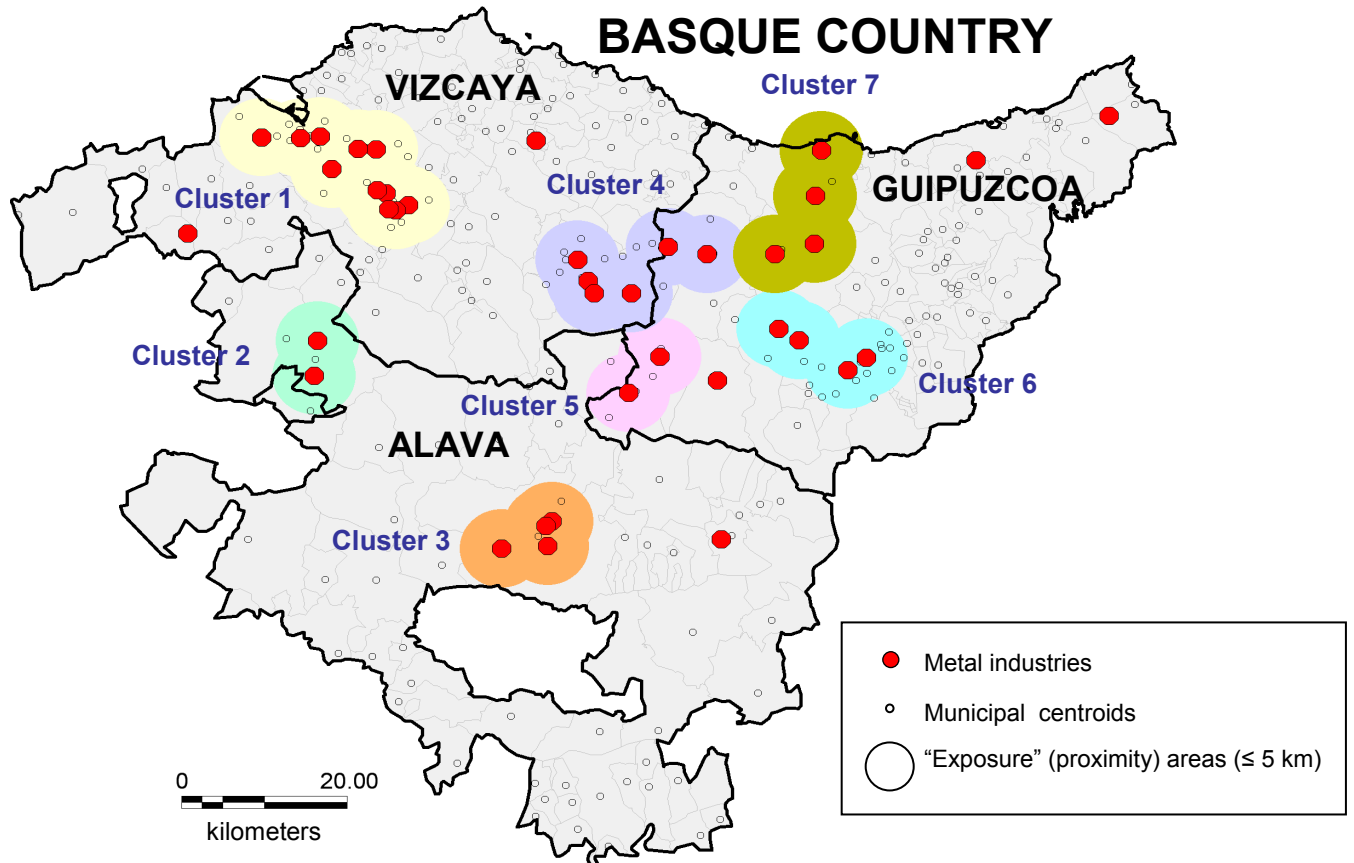 BASQUE COUNTRY
Cluster 7
VIZCAYA
Cluster 4
GUIPUZCOA
Cluster 1
Cluster 2
Cluster 6
Cluster 5
ALAVA
Cluster 3
Metal industries
Municipal centroids
“Exposure” (proximity) areas (≤ 5 km)
0 20.00
kilometers